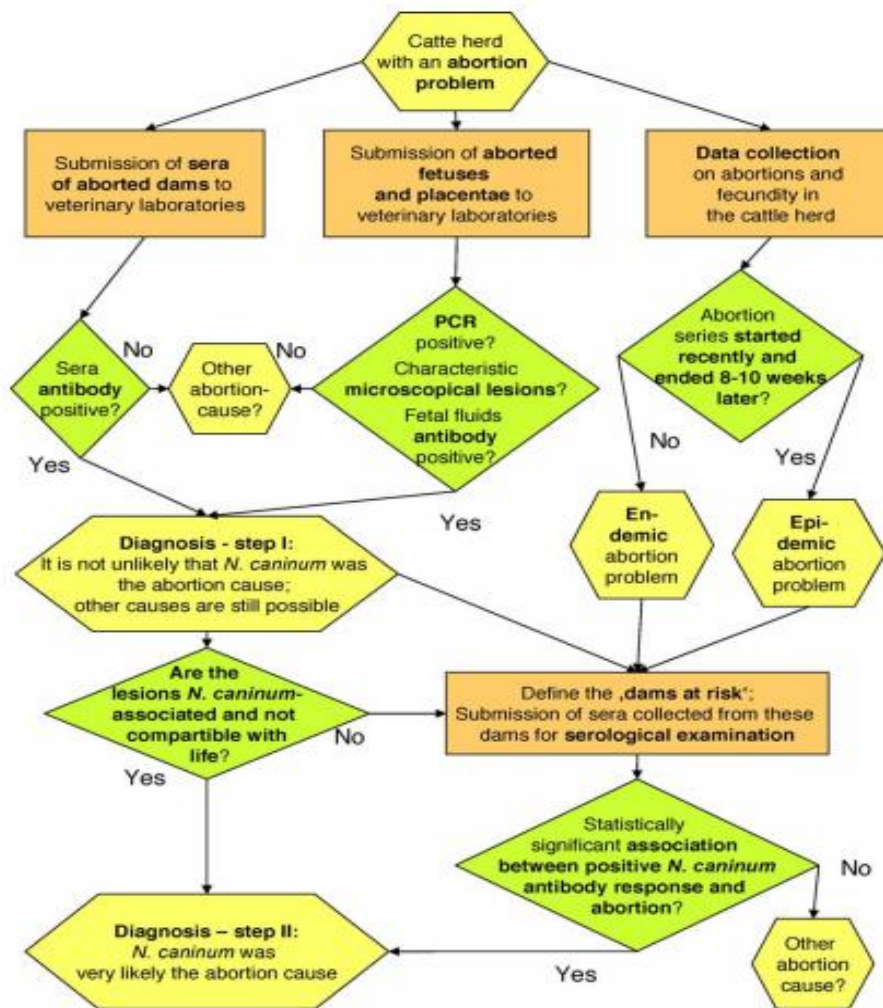 Catte herd
with an abortion
problem
Submission of sera
of aborted dams to
veterinary laboratories
Submission of aborted
fetuses
and placentae to
veterinary laboratories
Data collection
on abortions and
fecundity in
the cattle herd
Sera
antibody
positive?
No
Other
abortion-
cause?
No
PCR
positive?
Characteristic
microscopical lesions?
Fetal fluids
antibody
positive?
Abortion
series started
recently and
ended 8-10 weeks
later?
No
Yes
Yes
Yes
En-
demic
abortion
problem
Epi-
demic
abortion
problem
Diagnosis - step I:
It is not unlikely that N. caninum was
the abortion cause;
other causes are still possible
Are the
lesions N. caninum-
associated and not
compartible with
life?
No
Yes
Define the ‚dams at risk‘;
Submission of sera collected from these
dams for serological examination
Statistically
significant association
between positive N. caninum
antibody response and
abortion?
No
Yes
Diagnosis – step II:
N. caninum was
very likely the abortion cause
Other
abortion
cause?